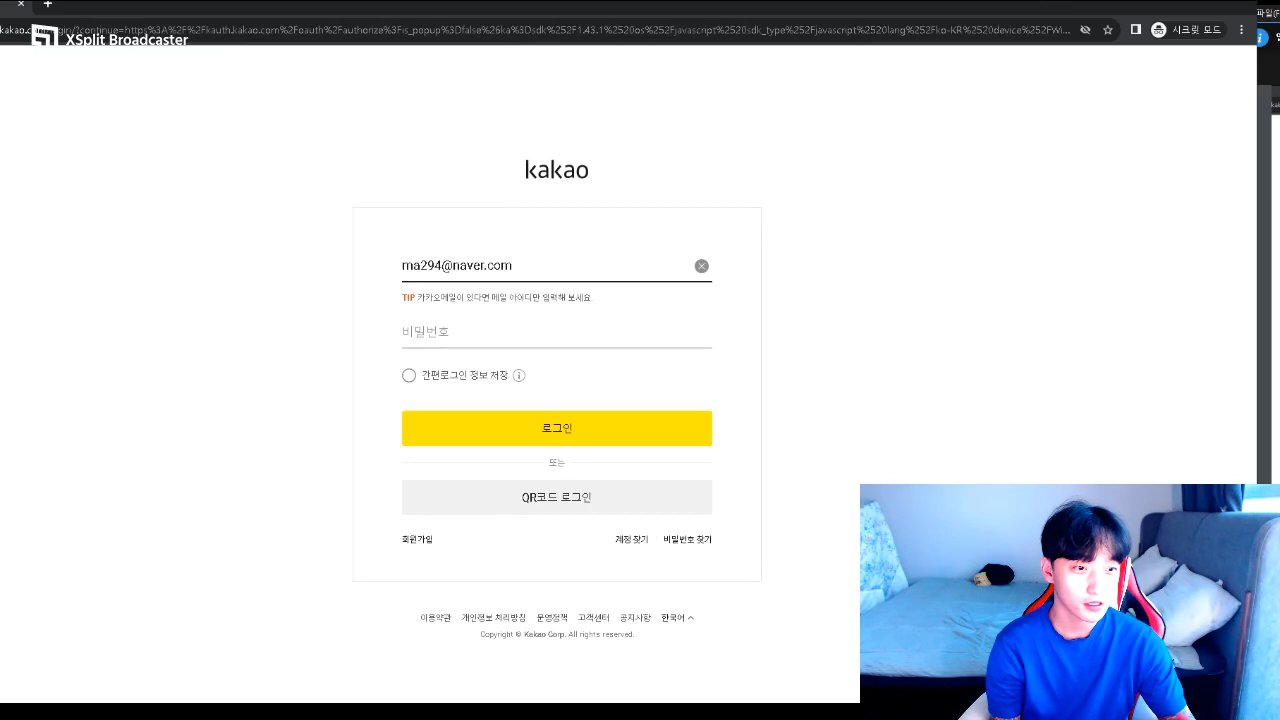 XSplit Broadcaster
시크릿 모드
파일(F
kakao
ma294@naver.com
TIP 카카오메일이 있다면 메일 아이디만 입력해 보세요.
비밀번호
간편로그인 정보 저장
로그인
또는
QR코드 로그인
회원가입
계정 찾기
비밀번호 찾기
이용약관 개인정보 처리방침 운영정책 고객센터 공지사항 한국어
Copyright © Kakao Corp. All rights reserved.